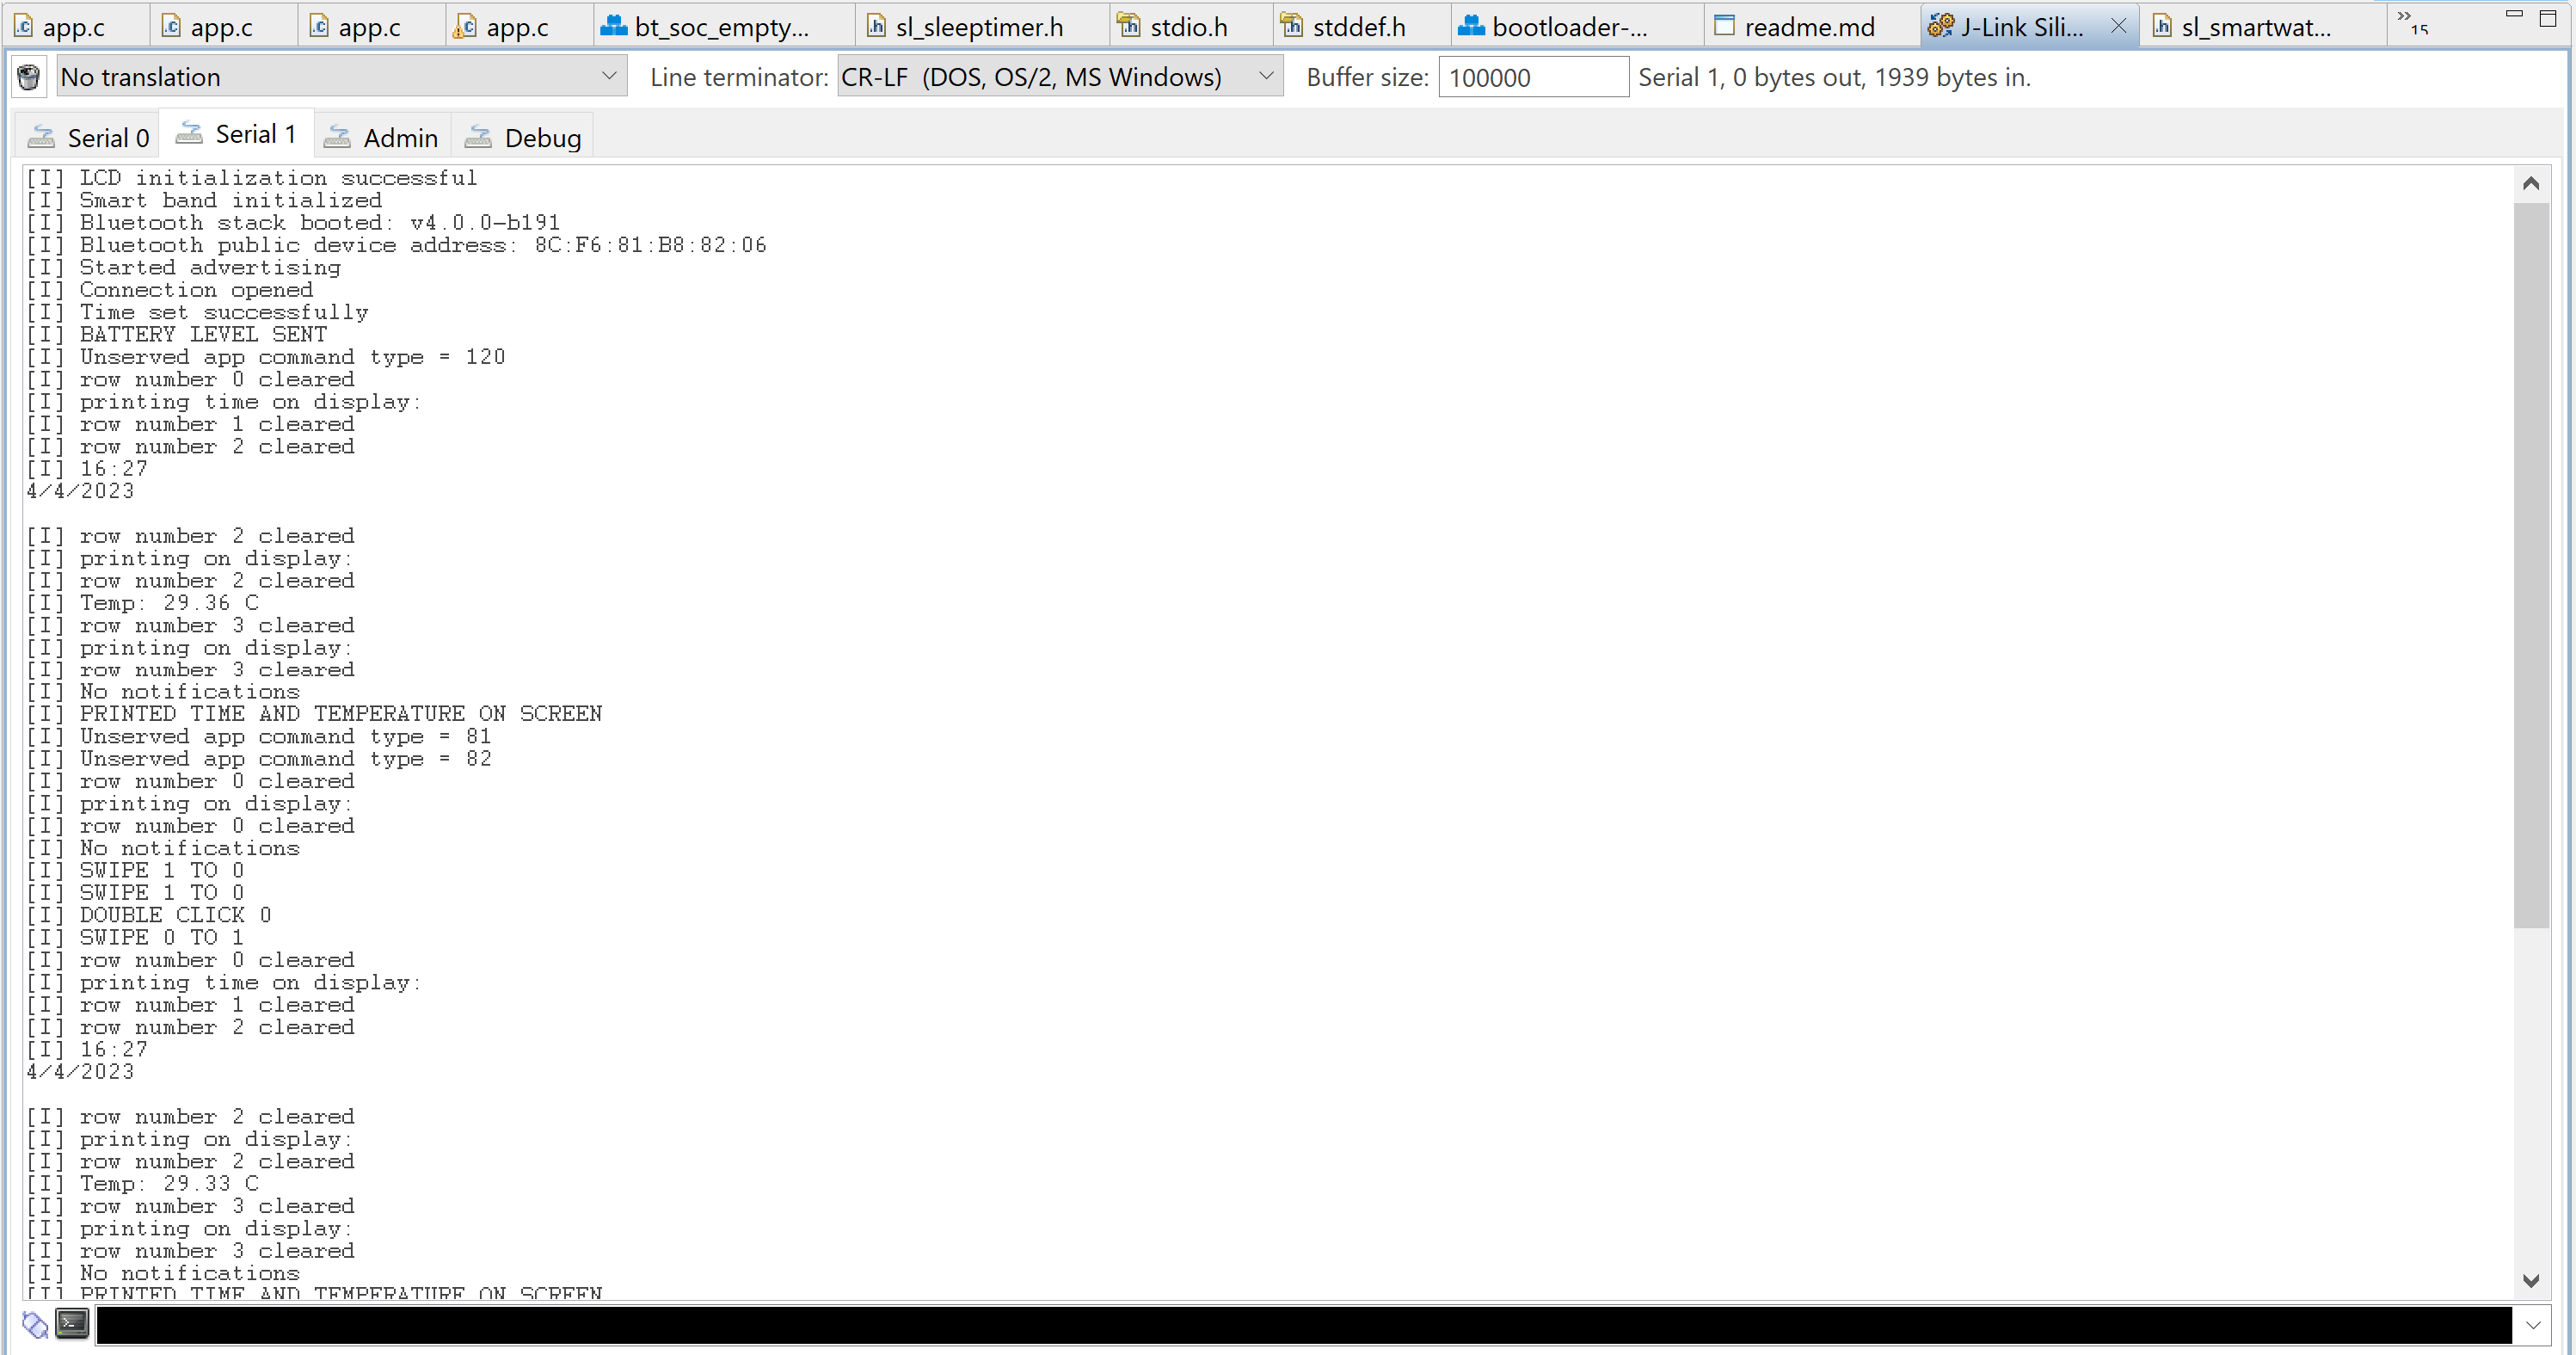 app.c app.c app.c app.c bt_soc_empty... sl_sleeptimer.h stdio.h stddef.h bootloader-... readme.md J-Link Sili... sl_smartwat... »15
No translation Line terminator: CR-LF (DOS, OS/2, MS Windows) Buffer size: 100000 Serial 1, 0 bytes out, 1939 bytes in.
Serial 0 Serial 1 Admin Debug
[I] LCD initialization successful
[I] Smart band initialized
[I] Bluetooth stack booted: v4.0.0-b191
[I] Bluetooth public device address: 8C:F6:81:B8:82:06
[I] Started advertising
[I] Connection opened
[I] Time set successfully
[I] BATTERY LEVEL SENT
[I] Unserved app command type = 120
[I] row number 0 cleared
[I] printing time on display:
[I] row number 1 cleared
[I] row number 2 cleared
[I] 16:27
4/4/2023
[I] row number 2 cleared
[I] printing on display:
[I] row number 2 cleared
[I] Temp: 29.36 C
[I] row number 3 cleared
[I] printing on display:
[I] row number 3 cleared
[I] No notifications
[I] PRINTED TIME AND TEMPERATURE ON SCREEN
[I] Unserved app command type = 81
[I] Unserved app command type = 82
[I] row number 0 cleared
[I] printing on display:
[I] row number 0 cleared
[I] No notifications
[I] SWIPE 1 TO 0
[I] SWIPE 1 TO 0
[I] DOUBLE CLICK 0
[I] SWIPE 0 TO 1
[I] row number 0 cleared
[I] printing time on display:
[I] row number 1 cleared
[I] row number 2 cleared
[I] 16:27
4/4/2023
[I] row number 2 cleared
[I] printing on display:
[I] row number 2 cleared
[I] Temp: 29.33 C
[I] row number 3 cleared
[I] printing on display:
[I] row number 3 cleared
[I] No notifications
[I] PRINTED TIME AND TEMPERATURE ON SCREEN